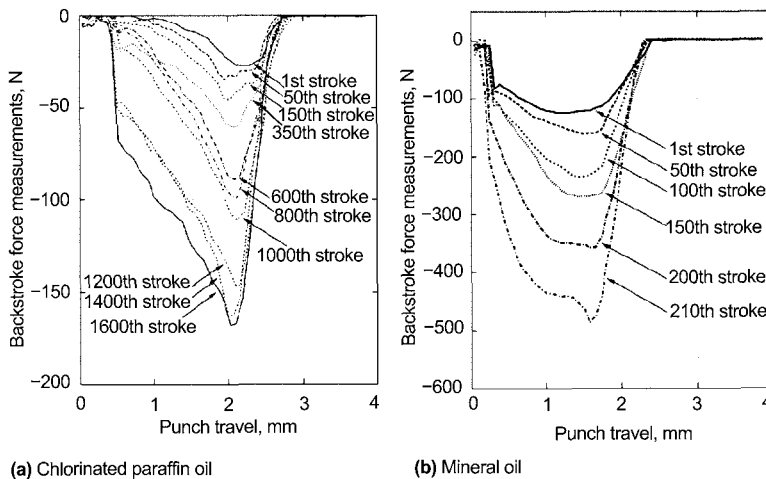 Backstroke force measurements, N
0
−50
−100
−150
−200
1st stroke
50th stroke
150th stroke
350th stroke
600th stroke
800th stroke
1000th stroke
1200th stroke
1400th stroke
1600th stroke
0 1 2 3 4
Punch travel, mm
(a) Chlorinated paraffin oil
Backstroke force measurements, N
0
−100
−200
−300
−400
−500
−600
1st stroke
50th stroke
100th stroke
150th stroke
200th stroke
210th stroke
0 1 2 3 4
Punch travel, mm
(b) Mineral oil